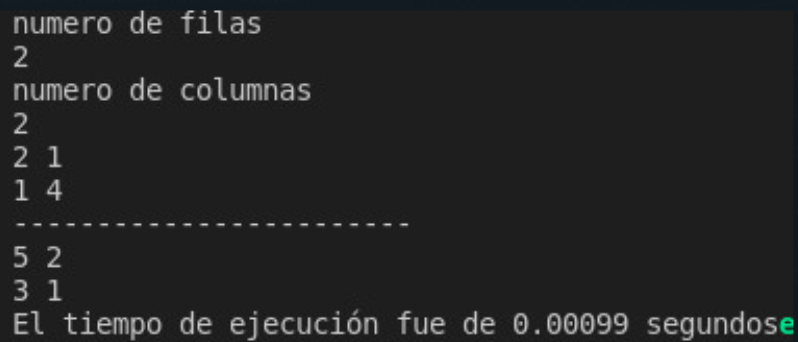 numero de filas
2
numero de columnas
2
2 1
1 4
------------------------
5 2
3 1
El tiempo de ejecución fue de 0.00099 segundose